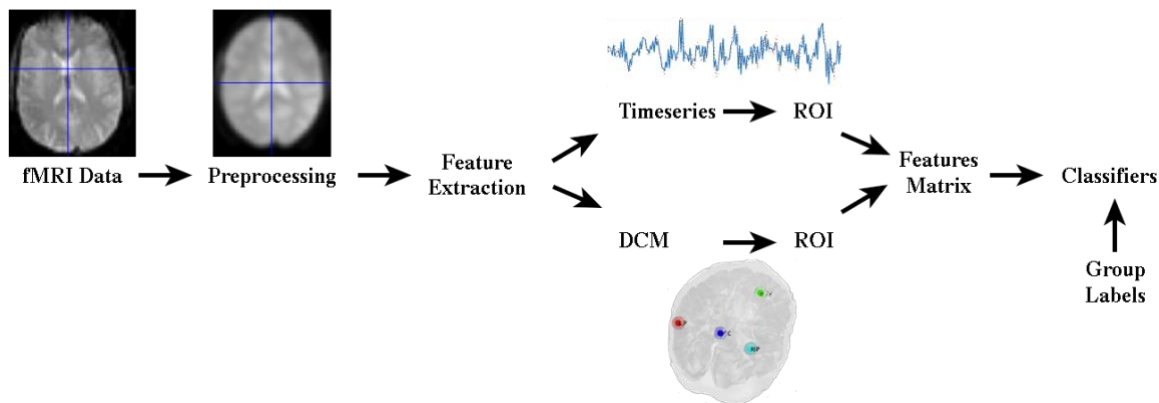 fMRI Data
Preprocessing
Feature
Extraction
Timeseries
ROI
DCM
ROI
Features
Matrix
Classifiers
Group
Labels